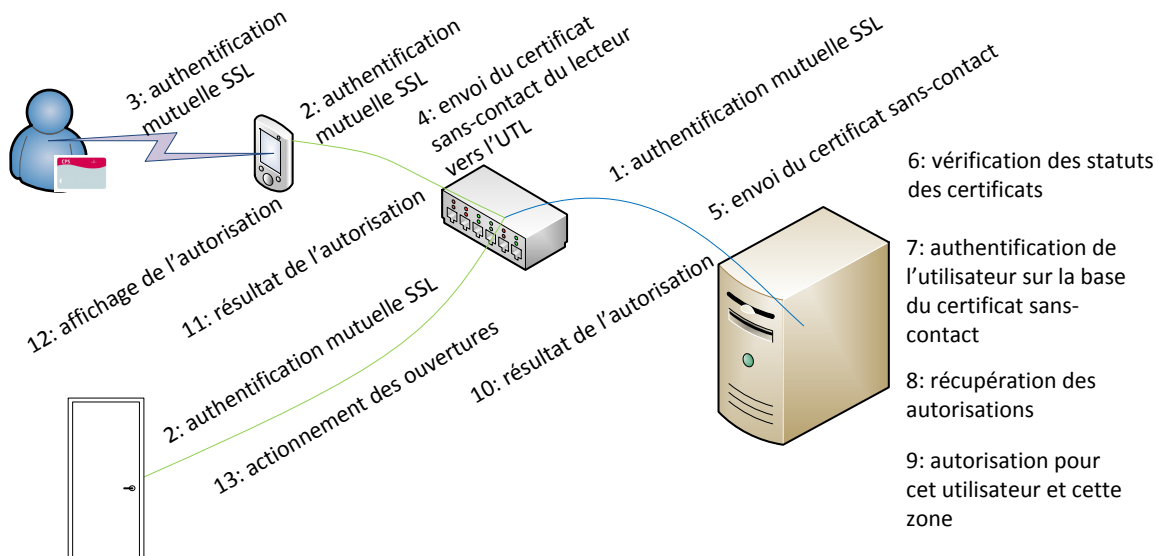 3: authentification
mutuelle SSL
2: authentification
mutuelle SSL
4: envoi du certificat
sans-contact du lecteur
vers l’UTL
1: authentification mutuelle SSL
5: envoi du certificat sans-contact
6: vérification des statuts
des certificats
7: authentification de
l’utilisateur sur la base
du certificat sans-
contact
8: récupération des
autorisations
9: autorisation pour
cet utilisateur et cette
zone
10: résultat de l’autorisation
11: résultat de l’autorisation
12: affichage de l’autorisation
2: authentification mutuelle SSL
13: actionnement des ouvertures
CPS